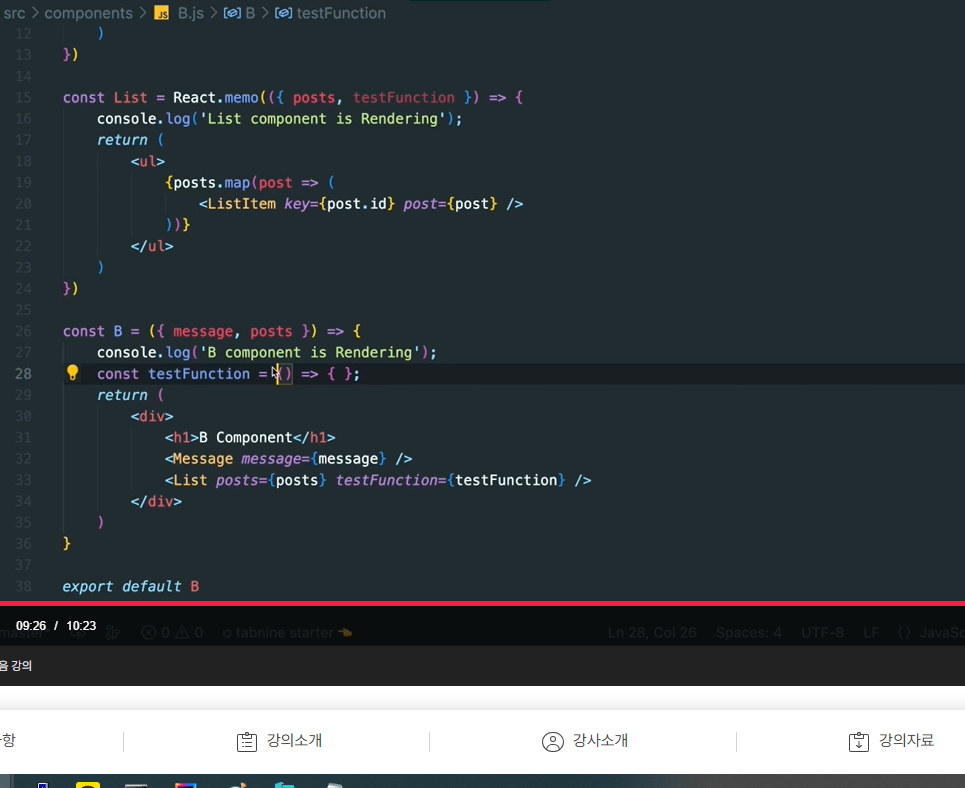 src > components > JS B.js > B > testFunction
12 )
13 })
14
15 const List = React.memo(({ posts, testFunction }) => {
16 console.log('List component is Rendering');
17 return (
18 <ul>
19 {posts.map(post => (
20 <ListItem key={post.id} post={post} />
21 ))}
22 </ul>
23 )
24 })
25
26 const B = ({ message, posts }) => {
27 console.log('B component is Rendering');
28 const testFunction = () => { };
29 return (
30 <div>
31 <h1>B Component</h1>
32 <Message message={message} />
33 <List posts={posts} testFunction={testFunction} />
34 </div>
35 )
36 }
37
38 export default B
09:26 / 10:23
master 0 0 tabnine starter Ln 28, Col 26 Spaces: 4 UTF-8 LF {} JavaSc
음 강의
항 강의소개 강사소개 강의자료